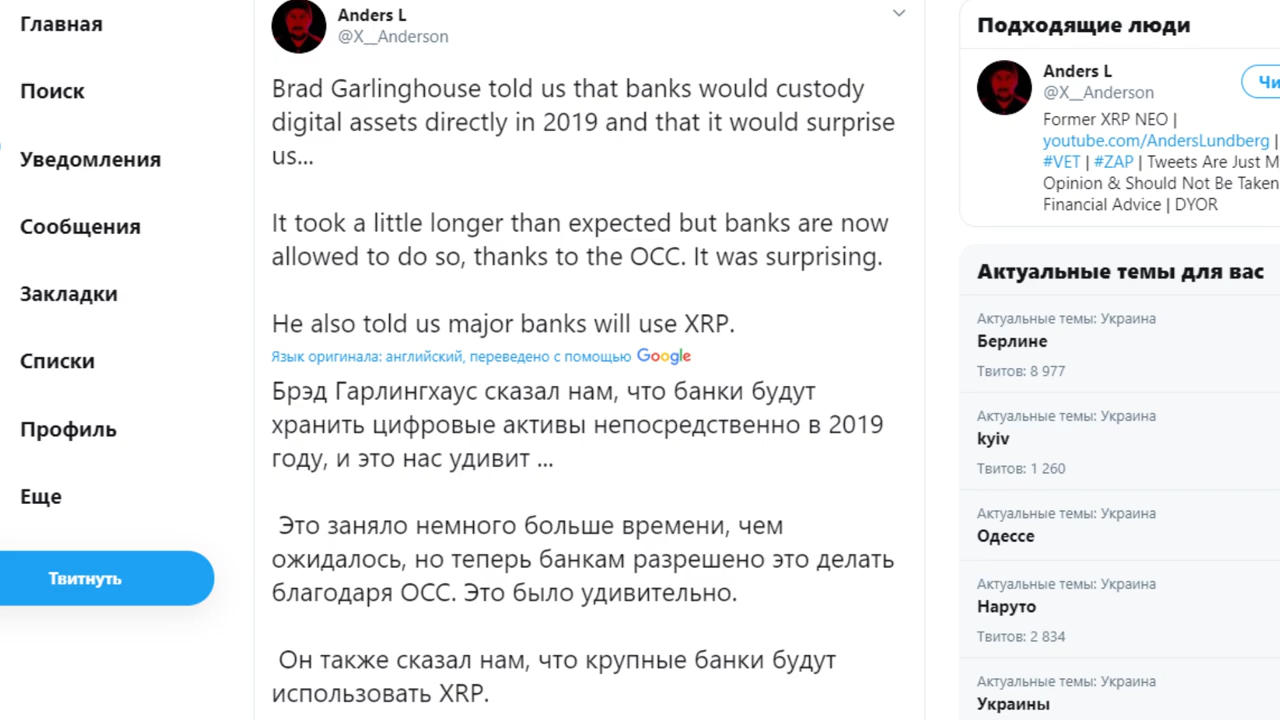 Главная
Поиск
Уведомления
Сообщения
Закладки
Списки
Профиль
Еще
Твитнуть
Anders L
@X__Anderson
Brad Garlinghouse told us that banks would custody
digital assets directly in 2019 and that it would surprise
us...
It took a little longer than expected but banks are now
allowed to do so, thanks to the OCC. It was surprising.
He also told us major banks will use XRP.
Язык оригинала: английский, переведено с помощью Google
Брэд Гарлингхаус сказал нам, что банки будут
хранить цифровые активы непосредственно в 2019
году, и это нас удивит ...
Это заняло немного больше времени, чем
ожидалось, но теперь банкам разрешено это делать
благодаря OCC. Это было удивительно.
Он также сказал нам, что крупные банки будут
использовать XRP.
Подходящие люди
Anders L
@X__Anderson
Чи
Former XRP NEO |
youtube.com/AndersLundberg |
#VET | #ZAP | Tweets Are Just M
Opinion & Should Not Be Taken
Financial Advice | DYOR
Актуальные темы для вас
Актуальные темы: Украина
Берлине
Твитов: 8 977
Актуальные темы: Украина
kyiv
Твитов: 1 260
Актуальные темы: Украина
Одессе
Актуальные темы: Украина
Наруто
Твитов: 2 834
Актуальные темы: Украина
Украины